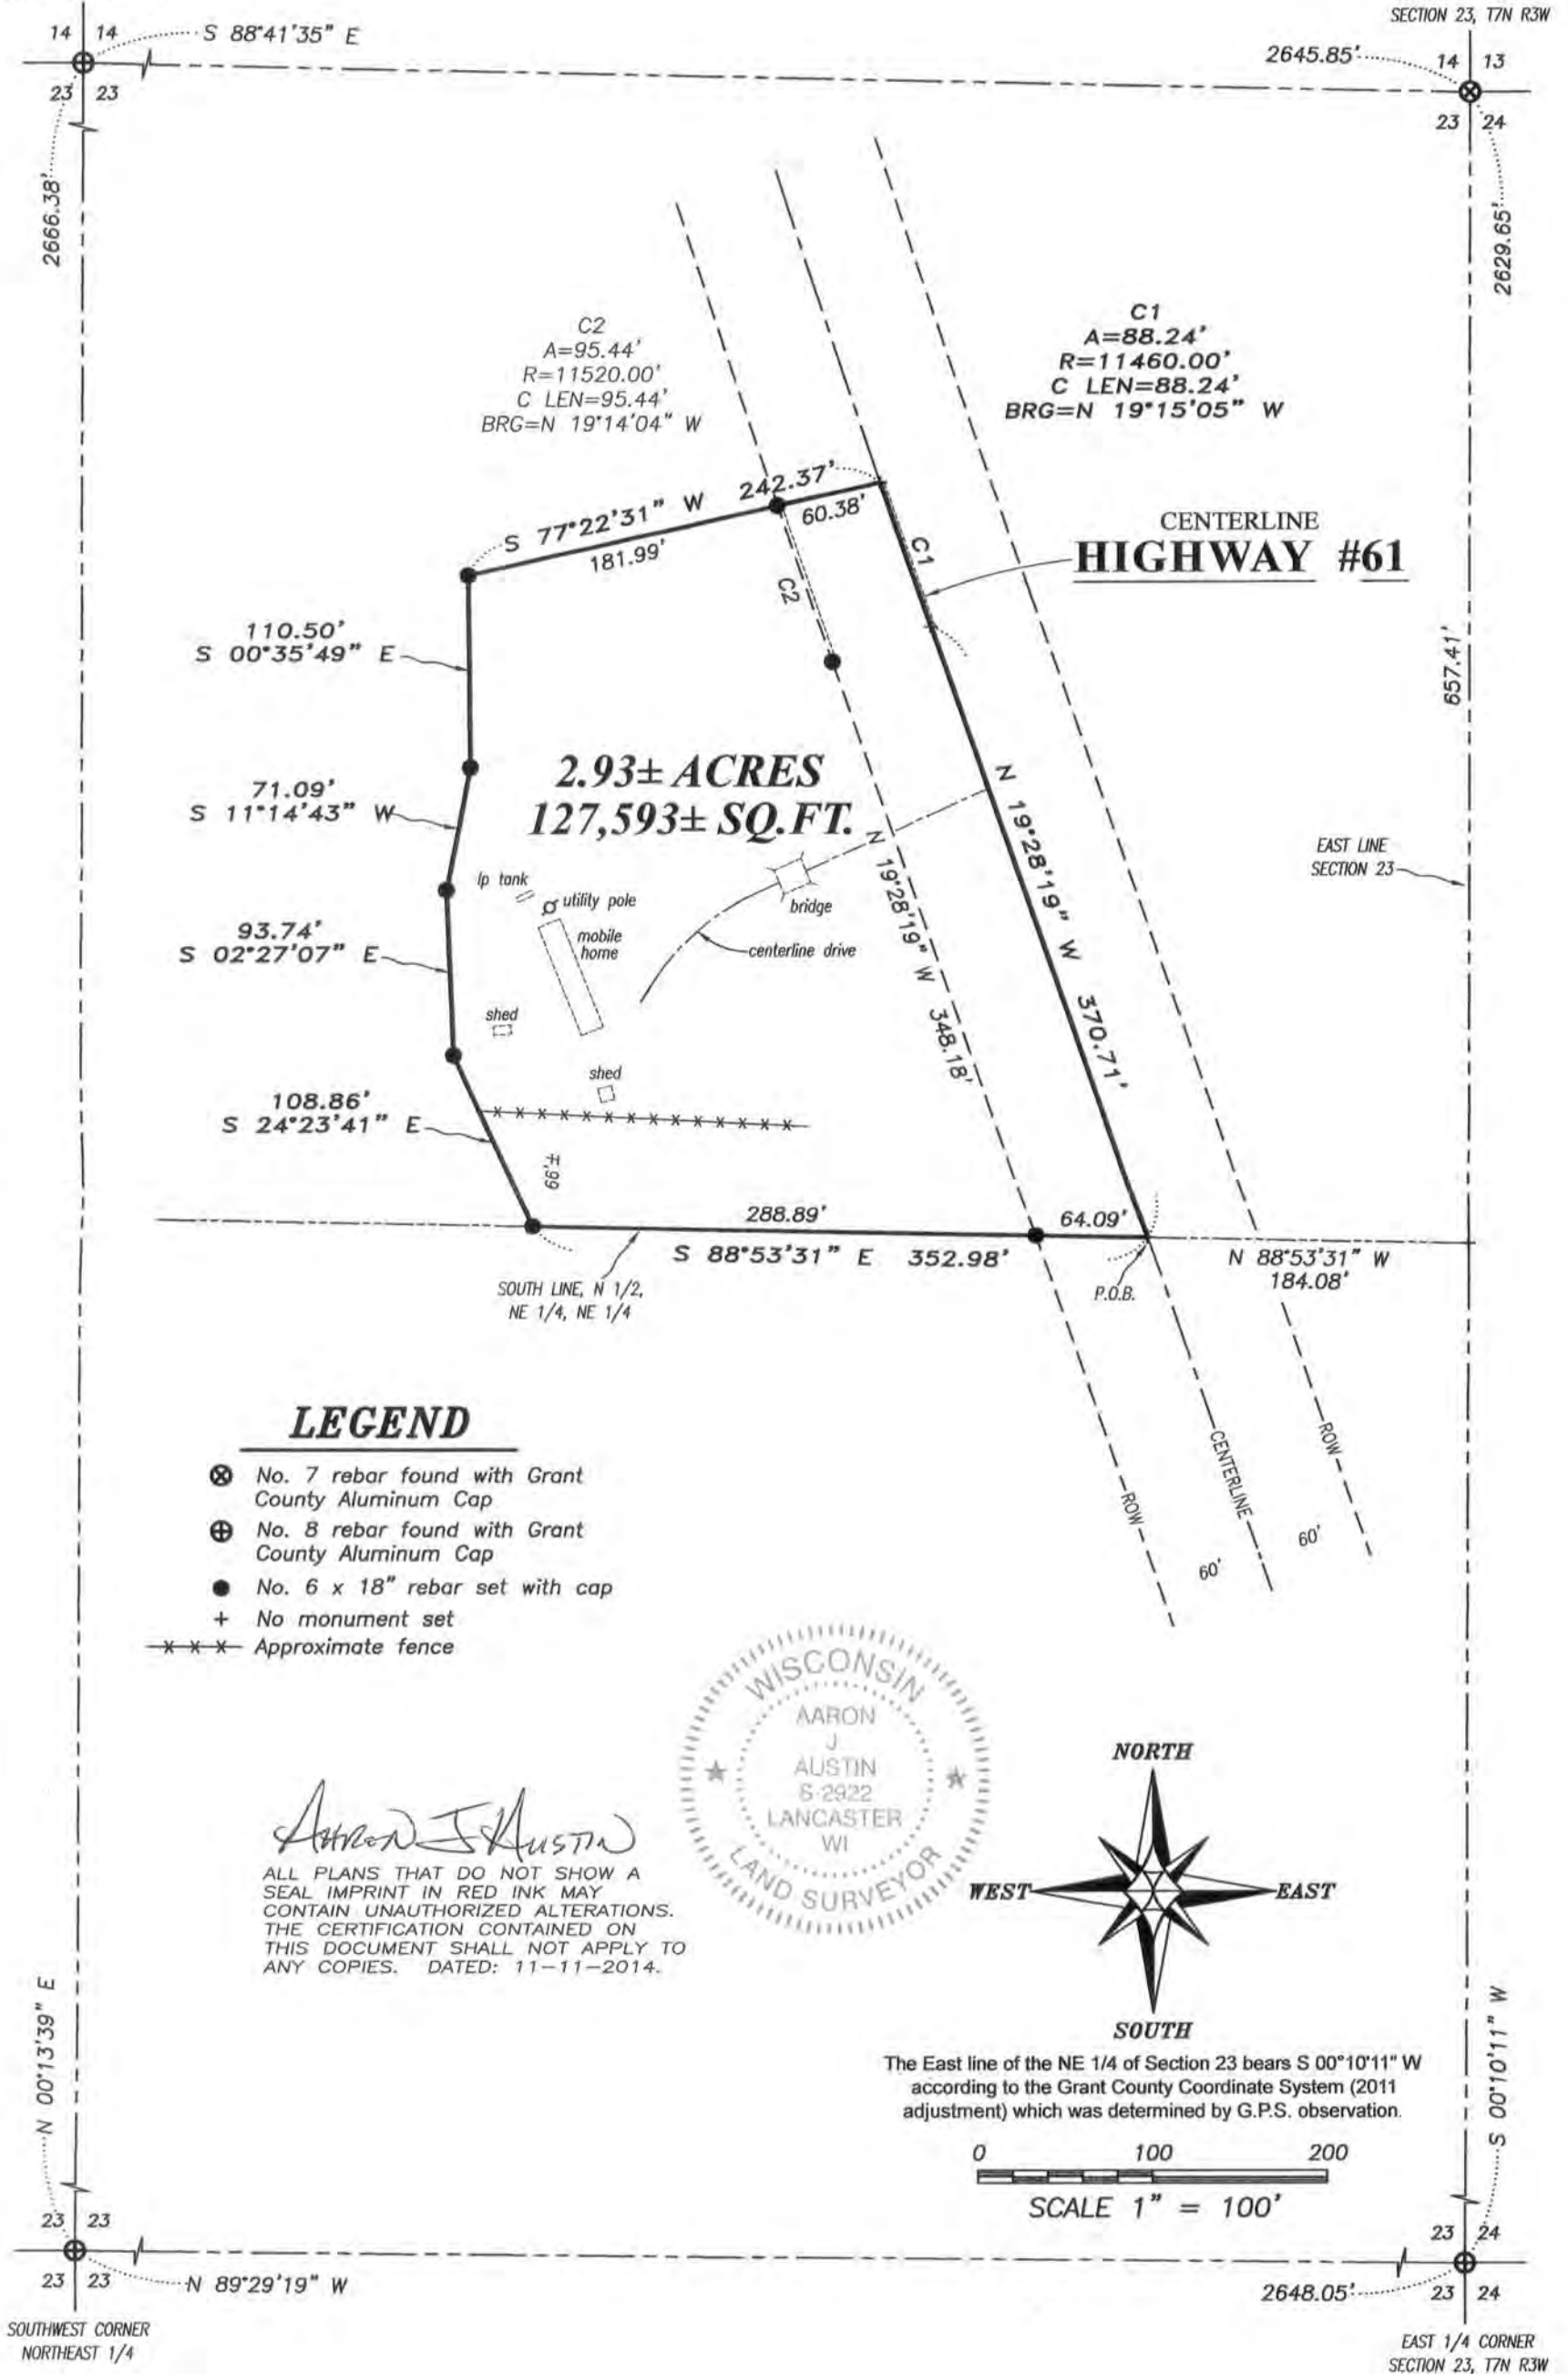 SECTION 23, T7N R3W
14 14
S 88°41'35" E
2645.85'
14 13
23 23
23 24
2666.38'
2629.65'
C2
A=95.44'
R=11520.00'
C LEN=95.44'
BRG=N 19°14'04" W
C1
A=88.24'
R=11460.00'
C LEN=88.24'
BRG=N 19°15'05" W
S 77°22'31" W 242.37'
181.99'
60.38'
C1
C2
CENTERLINE
HIGHWAY #61
110.50'
S 00°35'49" E
657.41'
2.93± ACRES
127,593± SQ.FT.
71.09'
S 11°14'43" W
N 19°28'19" W 370.71'
N 19°28'19" W 348.18'
EAST LINE
SECTION 23
lp tank
utility pole
bridge
mobile
home
centerline drive
93.74'
S 02°27'07" E
shed
shed
108.86'
S 24°23'41" E
66'±
288.89'
64.09'
S 88°53'31" E 352.98'
N 88°53'31" W
184.08'
P.O.B.
SOUTH LINE, N 1/2,
NE 1/4, NE 1/4
LEGEND
No. 7 rebar found with Grant
County Aluminum Cap
No. 8 rebar found with Grant
County Aluminum Cap
No. 6 x 18" rebar set with cap
+ No monument set
x x x Approximate fence
ROW
CENTERLINE
ROW
60'
60'
WISCONSIN
AARON
J
AUSTIN
S-2922
LANCASTER
WI
LAND SURVEYOR
Aaron J Austin
ALL PLANS THAT DO NOT SHOW A
SEAL IMPRINT IN RED INK MAY
CONTAIN UNAUTHORIZED ALTERATIONS.
THE CERTIFICATION CONTAINED ON
THIS DOCUMENT SHALL NOT APPLY TO
ANY COPIES. DATED: 11-11-2014.
NORTH
WEST
EAST
SOUTH
The East line of the NE 1/4 of Section 23 bears S 00°10'11" W
according to the Grant County Coordinate System (2011
adjustment) which was determined by G.P.S. observation.
0 100 200
SCALE 1" = 100'
N 00°13'39" E
S 00°10'11" W
23 23
23 24
23 23
N 89°29'19" W
2648.05'
23 24
SOUTHWEST CORNER
NORTHEAST 1/4
EAST 1/4 CORNER
SECTION 23, T7N R3W